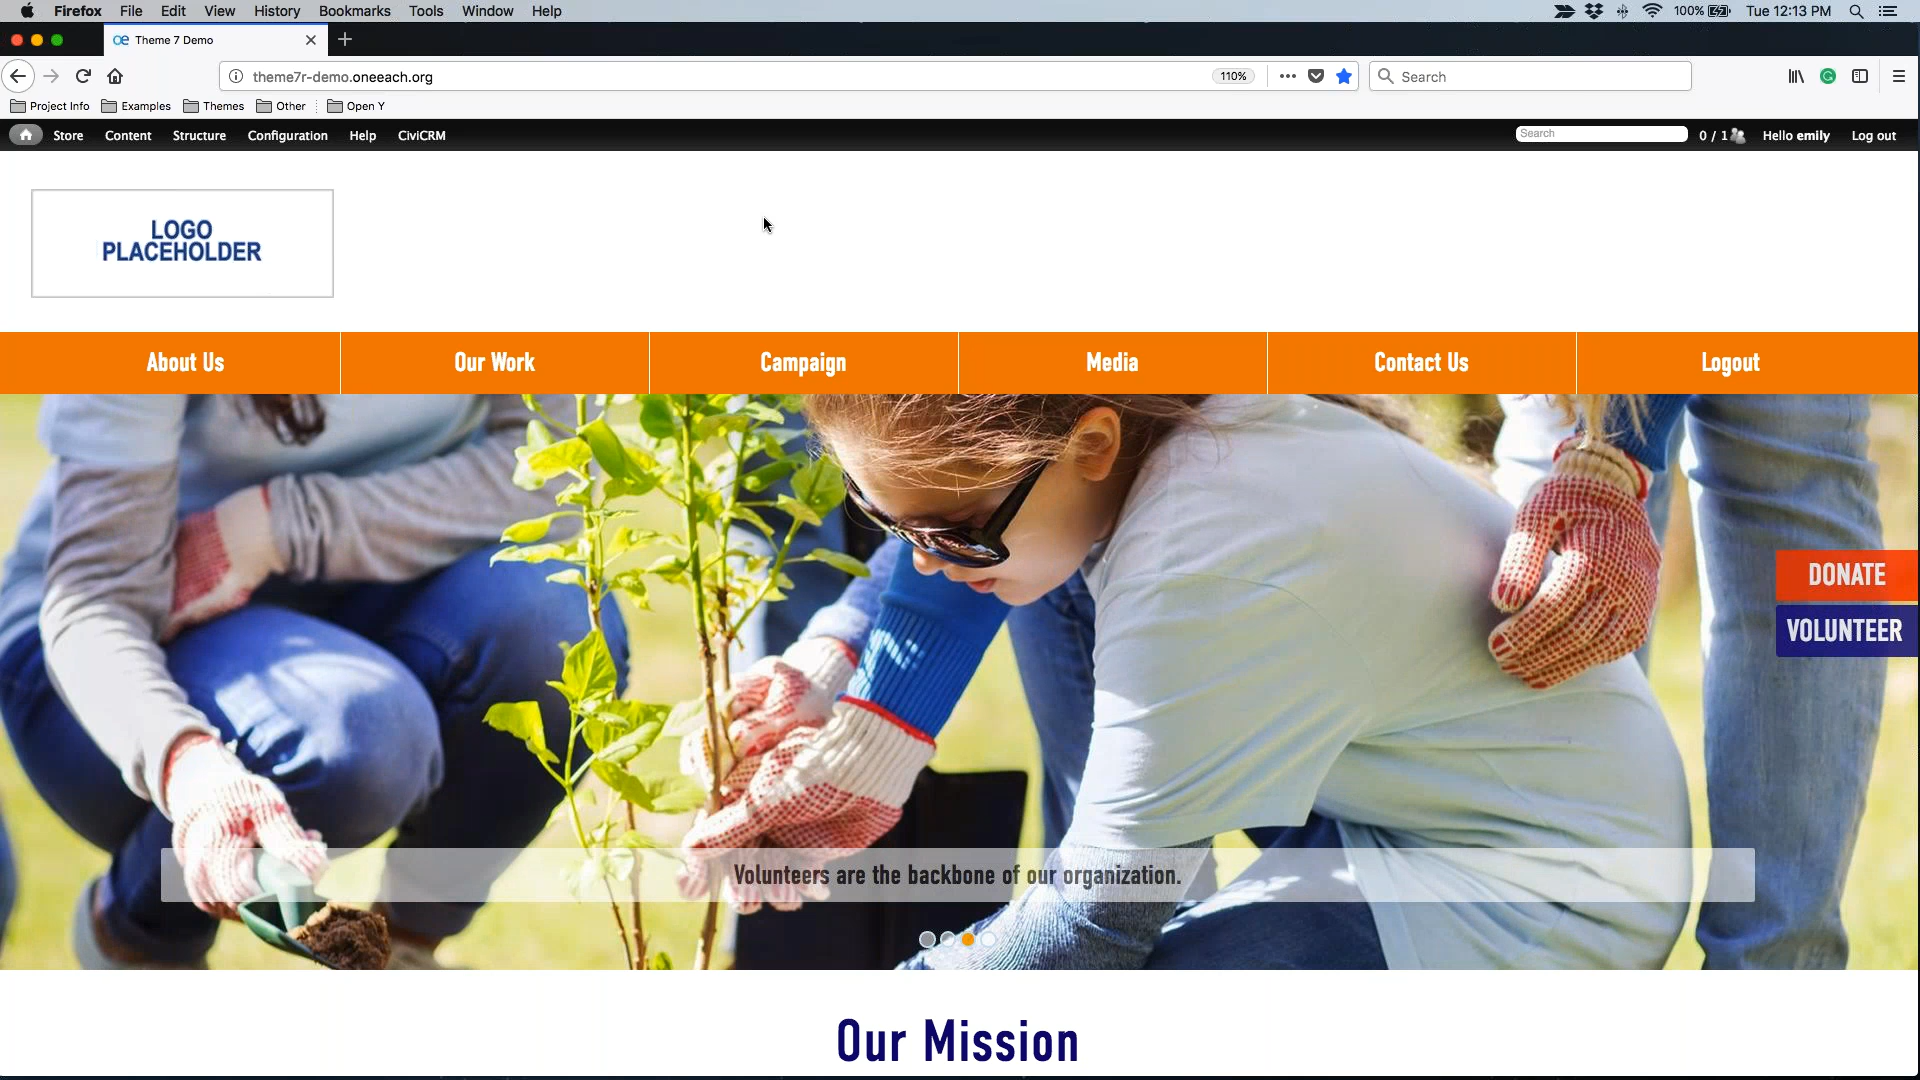 Firefox File Edit View History Bookmarks Tools Window Help 100% Tue 12:13 PM
oe Theme 7 Demo
theme7r-demo.oneeach.org 110% Search
Project Info Examples Themes Other Open Y
Store Content Structure Configuration Help CiviCRM Search 0 / 1 Hello emily Log out
LOGO
PLACEHOLDER
About Us Our Work Campaign Media Contact Us Logout
DONATE
VOLUNTEER
Volunteers are the backbone of our organization.
Our Mission